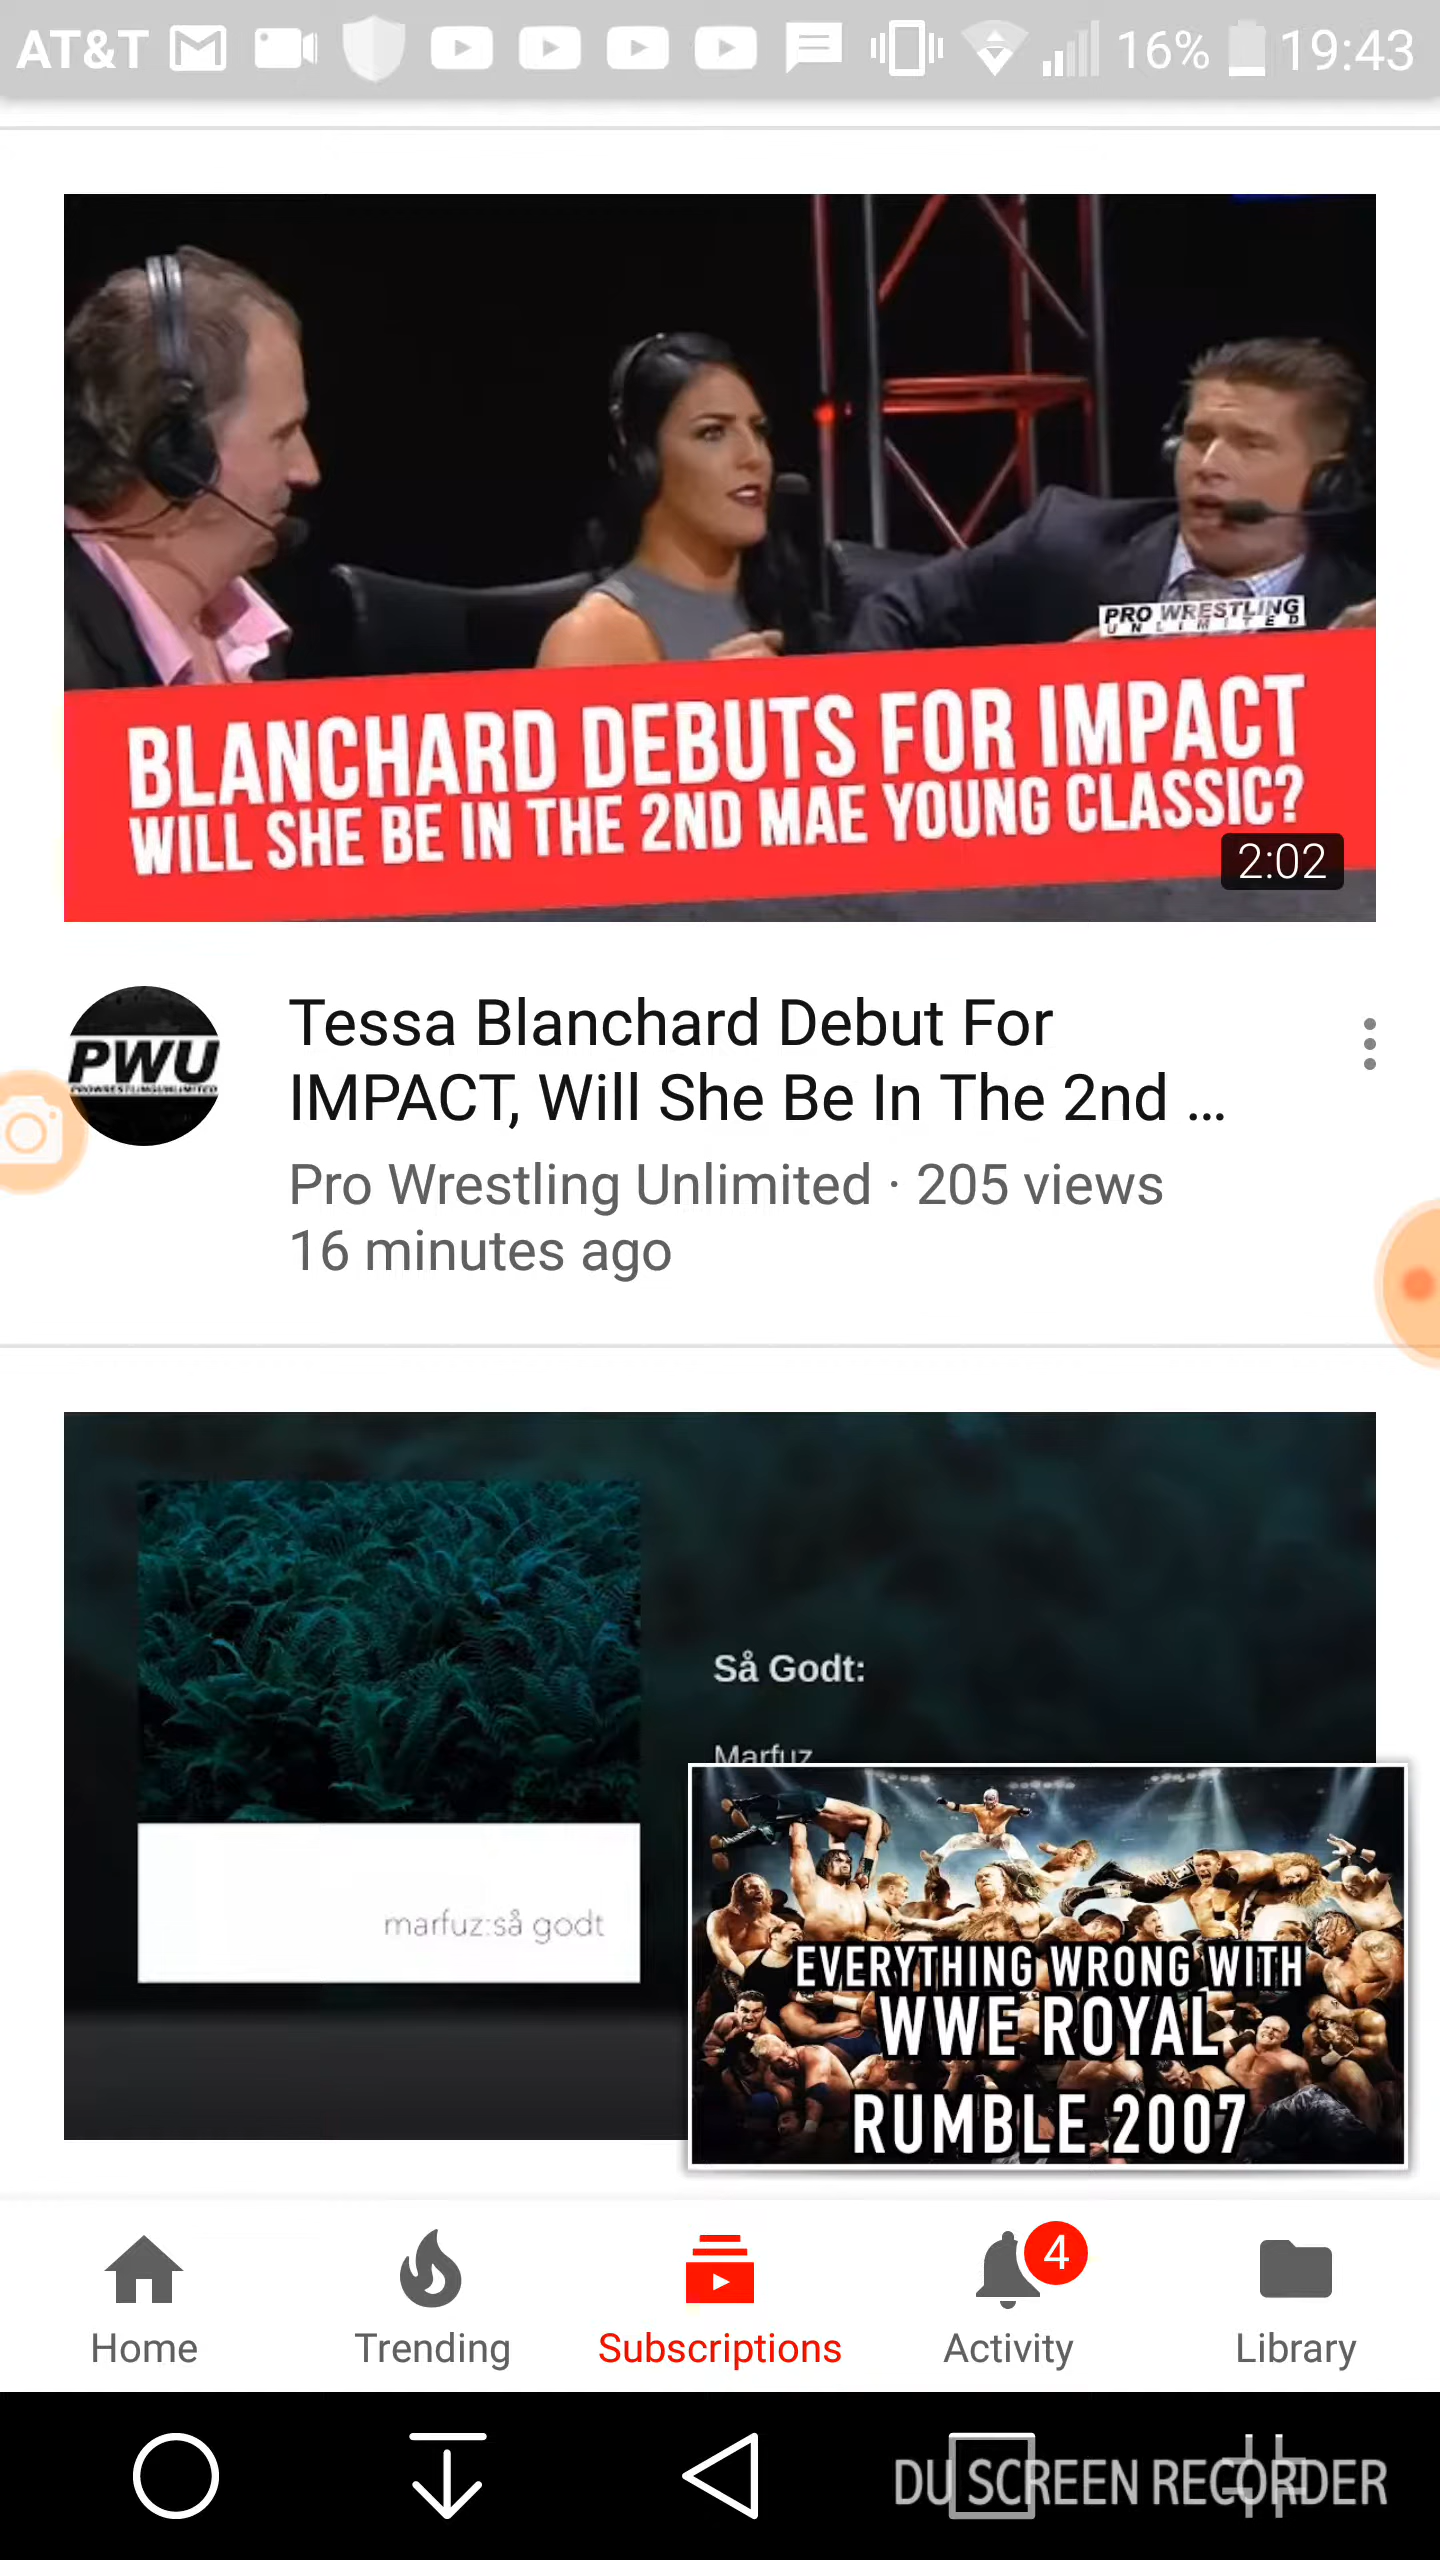 AT&T 16% 19:43
PRO WRESTLING
UNLIMITED
BLANCHARD DEBUTS FOR IMPACT
WILL SHE BE IN THE 2ND MAE YOUNG CLASSIC?
2:02
PWU
PROWRESTLINGUNLIMITED
Tessa Blanchard Debut For
IMPACT, Will She Be In The 2nd ...
Pro Wrestling Unlimited · 205 views
16 minutes ago
Så Godt:
Marfuz
marfuz:så godt
EVERYTHING WRONG WITH
WWE ROYAL
RUMBLE 2007
4
Home Trending Subscriptions Activity Library
DU SCREEN RECORDER